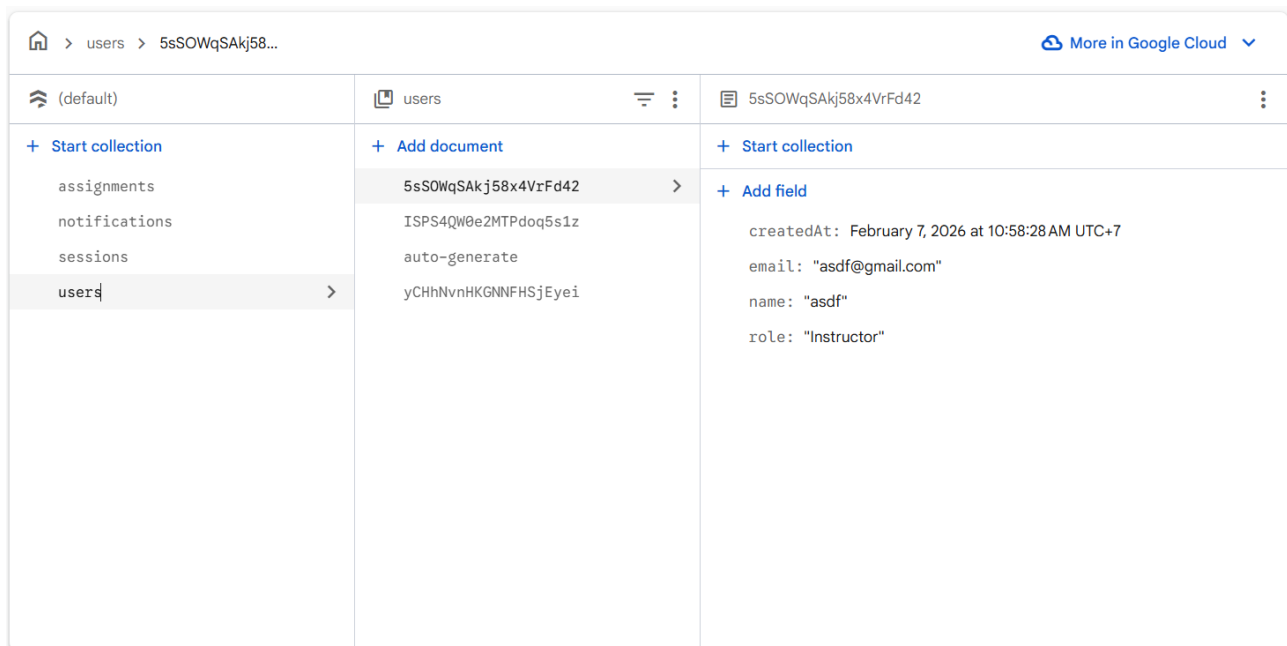 users
5sSOWqSAkj58...
More in Google Cloud
(default)
Start collection
assignments
notifications
sessions
users
users
Add document
5sSOWqSAkj58x4VrFd42
ISPS4QW0e2MTPdoq5s1z
auto-generate
yCHhNvnHKGNNFHSjEyei
5sSOWqSAkj58x4VrFd42
Start collection
Add field
createdAt: February 7, 2026 at 10:58:28 AM UTC+7
email: "asdf@gmail.com"
name: "asdf"
role: "Instructor"